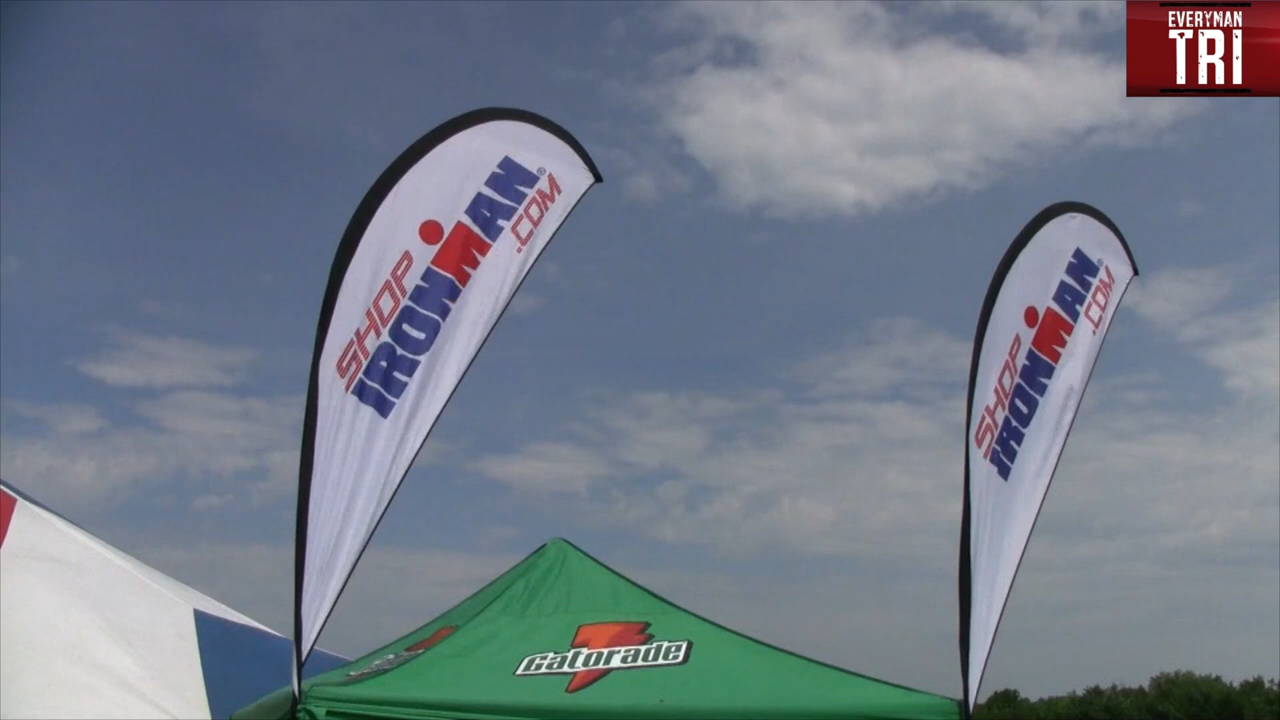 EVERYMAN
TRI
SHOP
IRONMAN®
.COM
SHOP
IRONMAN®
.COM
Gatorade